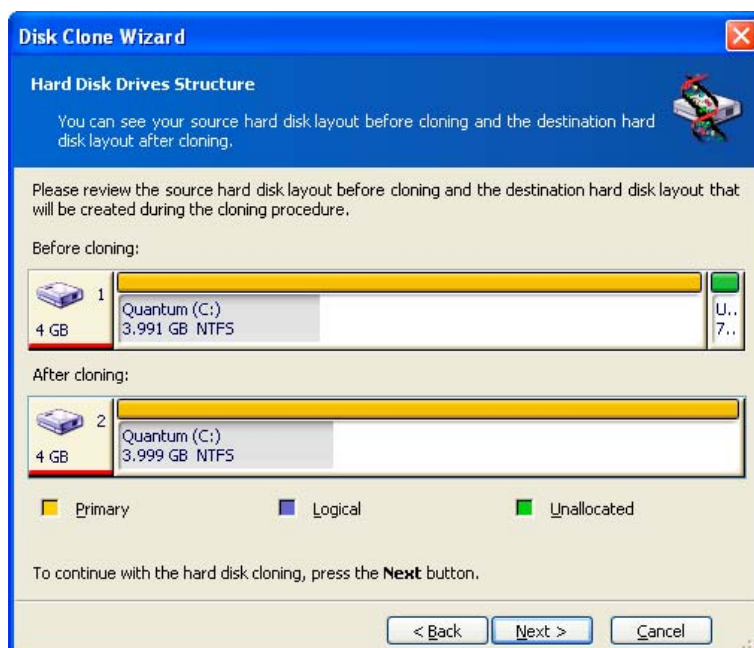 Disk Clone Wizard
Hard Disk Drives Structure
You can see your source hard disk layout before cloning and the destination hard
disk layout after cloning.
Please review the source hard disk layout before cloning and the destination hard disk layout that
will be created during the cloning procedure.
Before cloning:
1
4 GB
Quantum (C:)
3.991 GB NTFS
U..
7..
After cloning:
2
4 GB
Quantum (C:)
3.999 GB NTFS
Primary
Logical
Unallocated
To continue with the hard disk cloning, press the Next button.
< Back
Next >
Cancel